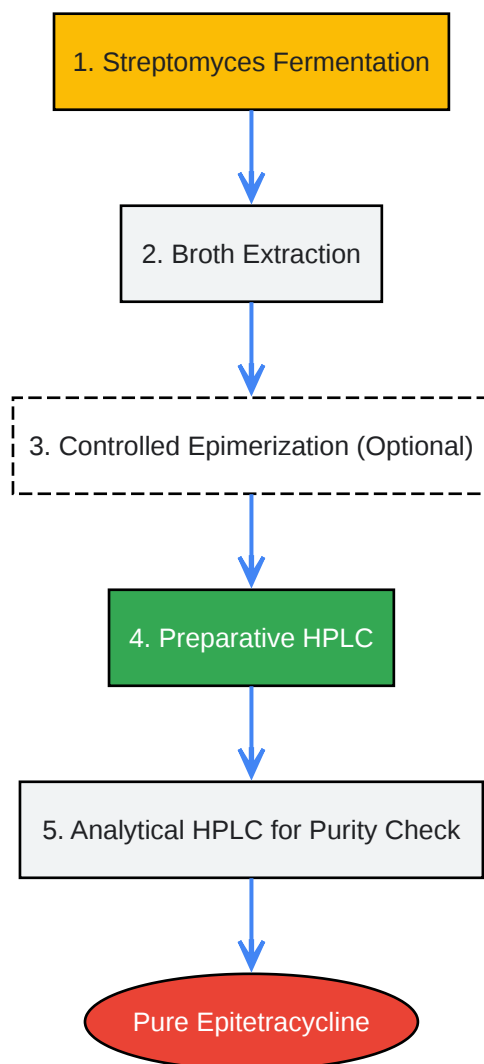 1. Streptomyces Fermentation
2. Broth Extraction
3. Controlled Epimerization (Optional)
4. Preparative HPLC
5. Analytical HPLC for Purity Check
Pure Epitetracycline